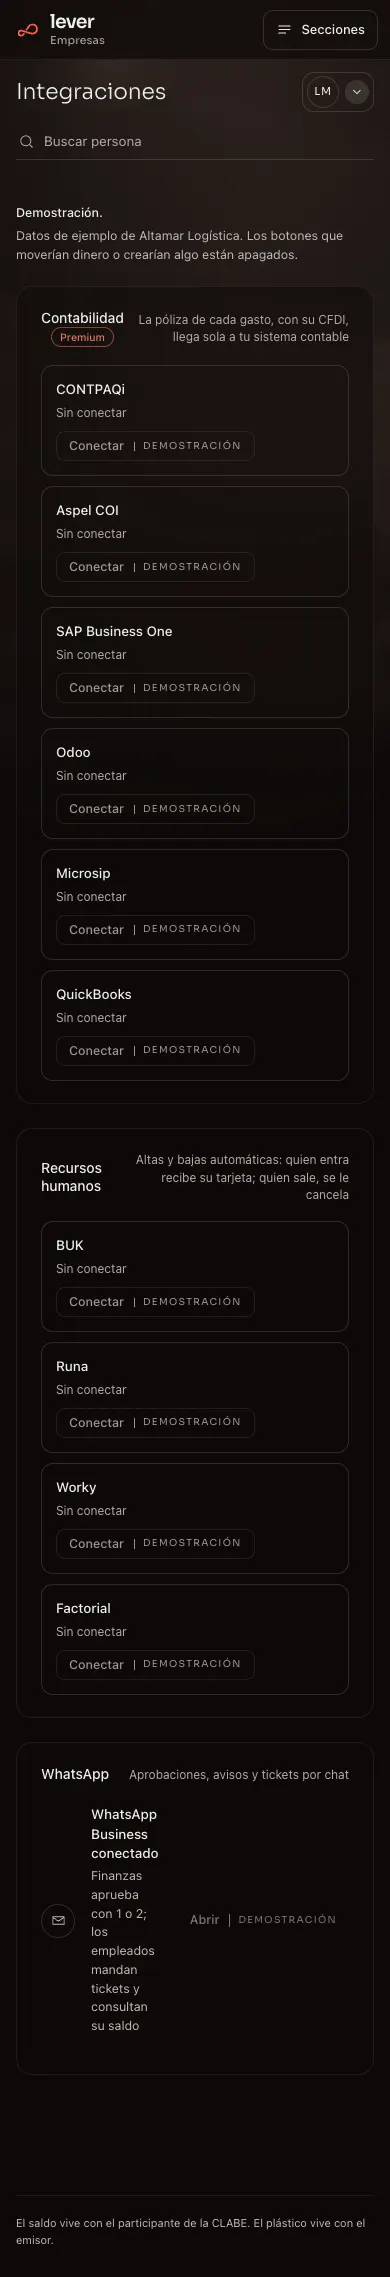 lever
Empresas
Secciones
Integraciones
LM
Buscar persona
Demostración.
Datos de ejemplo de Altamar Logística. Los botones que
moverían dinero o crearían algo están apagados.
Contabilidad
Premium
La póliza de cada gasto, con su CFDI,
llega sola a tu sistema contable
CONTPAQi
Sin conectar
Conectar | DEMOSTRACIÓN
Aspel COI
Sin conectar
Conectar | DEMOSTRACIÓN
SAP Business One
Sin conectar
Conectar | DEMOSTRACIÓN
Odoo
Sin conectar
Conectar | DEMOSTRACIÓN
Microsip
Sin conectar
Conectar | DEMOSTRACIÓN
QuickBooks
Sin conectar
Conectar | DEMOSTRACIÓN
Recursos
humanos
Altas y bajas automáticas: quien entra
recibe su tarjeta; quien sale, se le
cancela
BUK
Sin conectar
Conectar | DEMOSTRACIÓN
Runa
Sin conectar
Conectar | DEMOSTRACIÓN
Worky
Sin conectar
Conectar | DEMOSTRACIÓN
Factorial
Sin conectar
Conectar | DEMOSTRACIÓN
WhatsApp
Aprobaciones, avisos y tickets por chat
WhatsApp
Business
conectado
Finanzas
aprueba
con 1 o 2;
los
empleados
mandan
tickets y
consultan
su saldo
Abrir | DEMOSTRACIÓN
El saldo vive con el participante de la CLABE. El plástico vive con el
emisor.